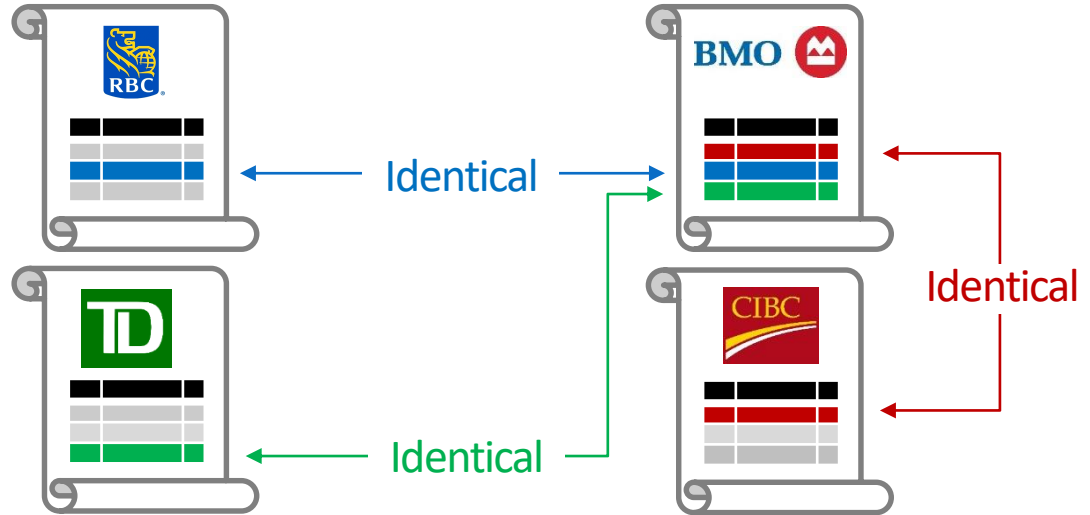 RBC
BMO
Identical
Identical
TD
CIBC
Identical